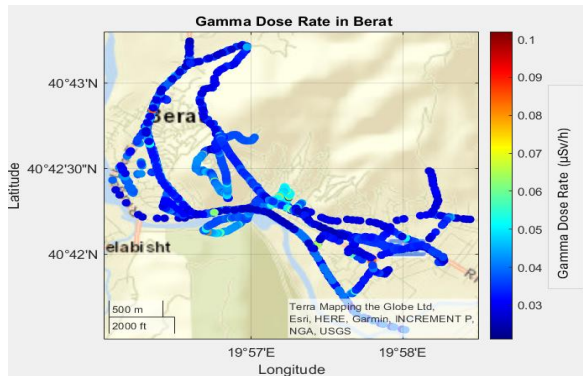 Gamma Dose Rate in Berat
40°43'N
40°42'30"N
40°42'N
Latitude
Berat
elabisht
500 m
2000 ft
Terra Mapping the Globe Ltd,
Esri, HERE, Garmin, INCREMENT P,
NGA, USGS
19°57'E
19°58'E
Longitude
0.1
0.09
0.08
0.07
0.06
0.05
0.04
0.03
Gamma Dose Rate (μSv/h)